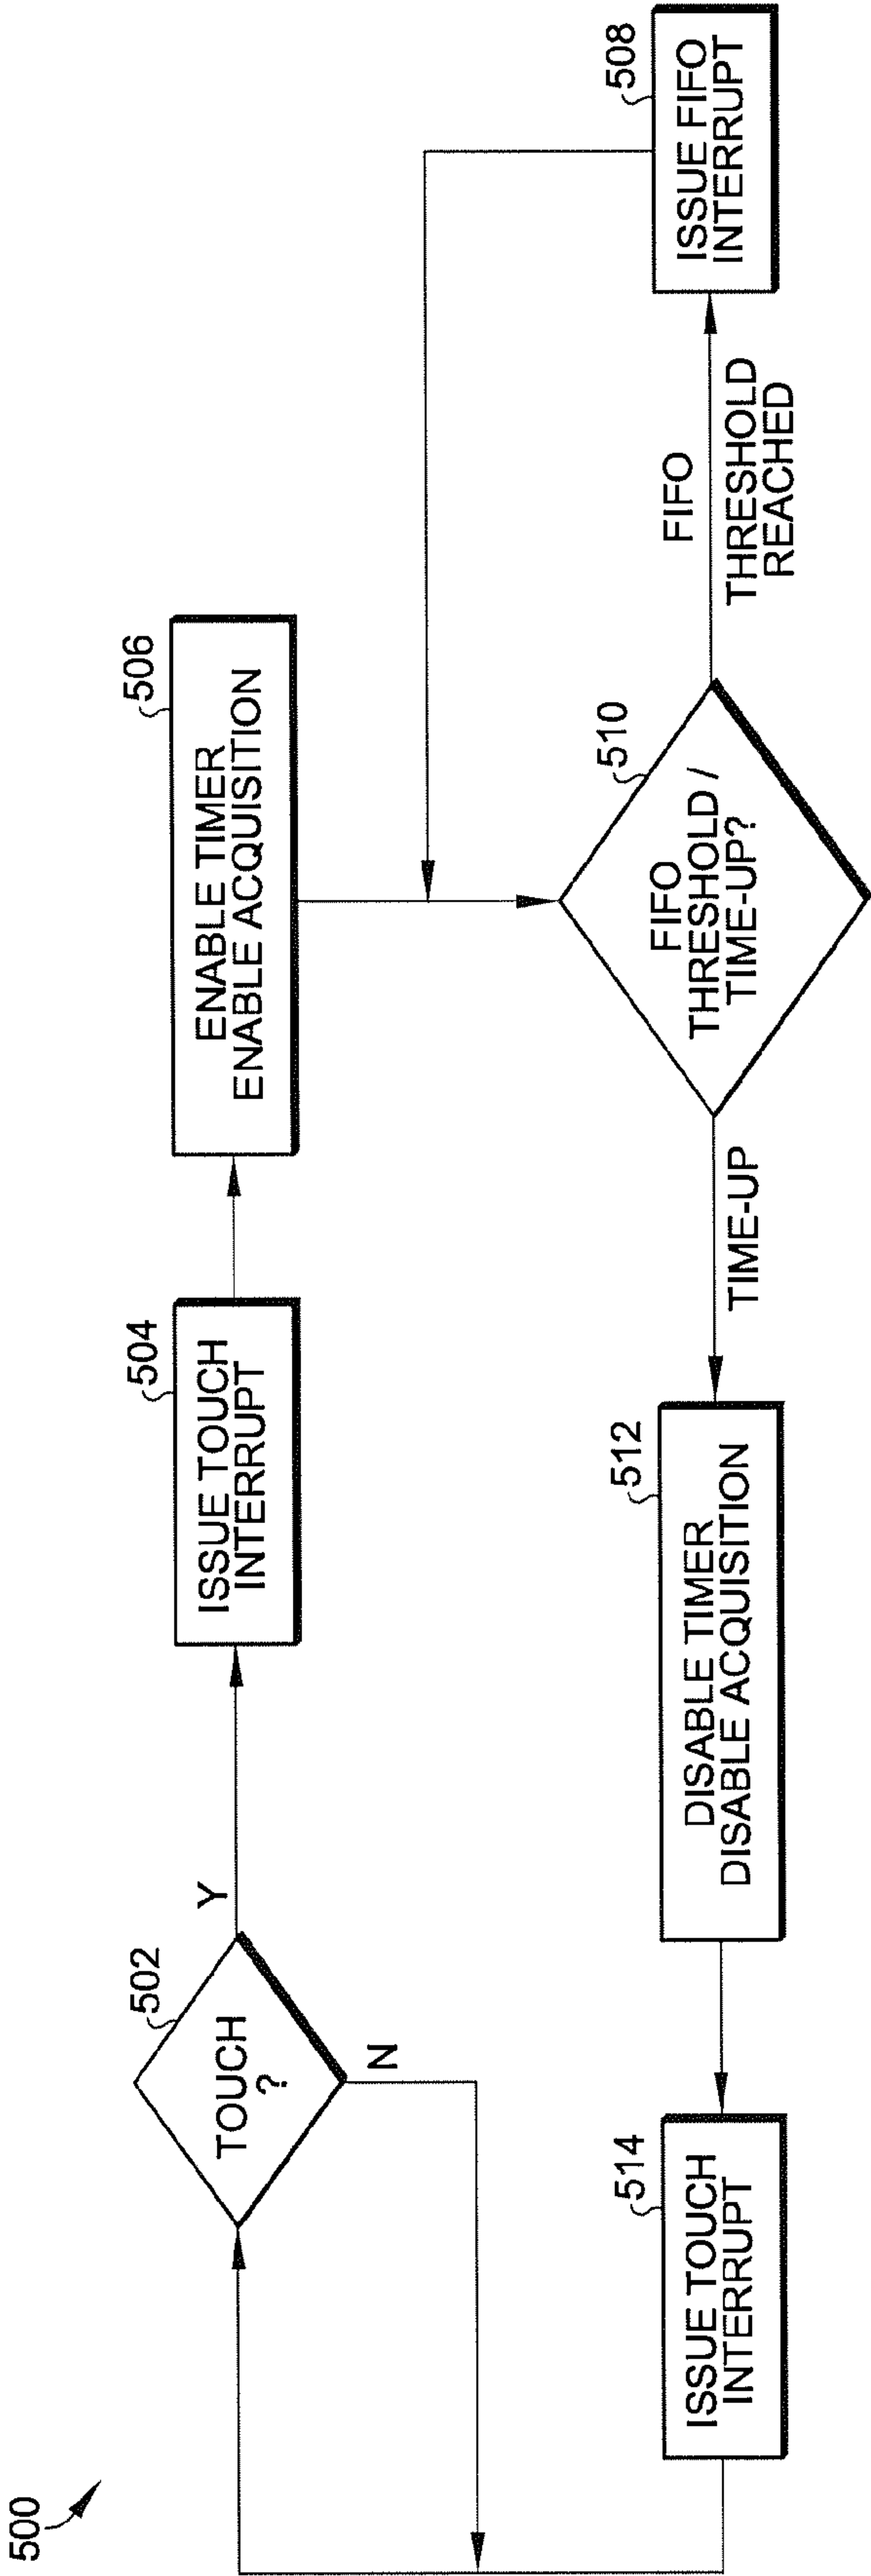 500
502
TOUCH
?
Y
N
504
ISSUE TOUCH
INTERRUPT
506
ENABLE TIMER
ENABLE ACQUISITION
508
ISSUE FIFO
INTERRUPT
FIFO
THRESHOLD
REACHED
510
FIFO
THRESHOLD /
TIME-UP?
TIME-UP
512
DISABLE TIMER
DISABLE ACQUISITION
514
ISSUE TOUCH
INTERRUPT